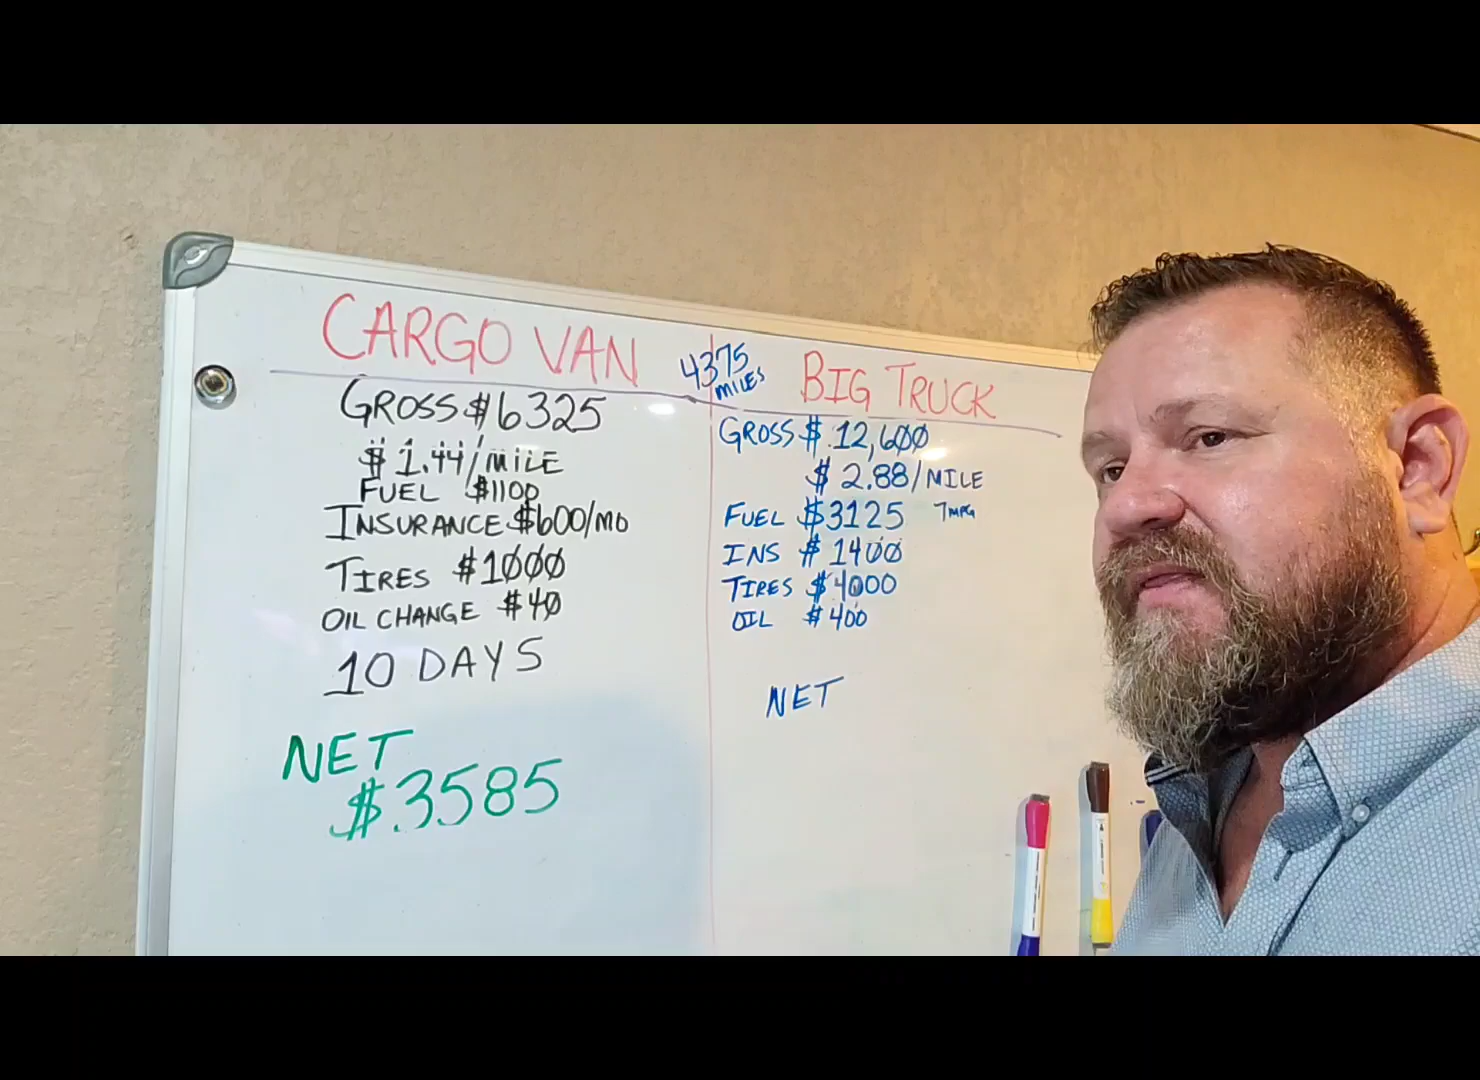 CARGO VAN
GROSS $6325
$1.44/MILE
FUEL $1100
INSURANCE $600/MO
TIRES $1000
OIL CHANGE $40
10 DAYS
NET
$3585
4375
MILES
BIG TRUCK
GROSS $12,600
$2.88/MILE
FUEL $3125 7MPG
INS $1400
TIRES $4000
OIL $400
NET